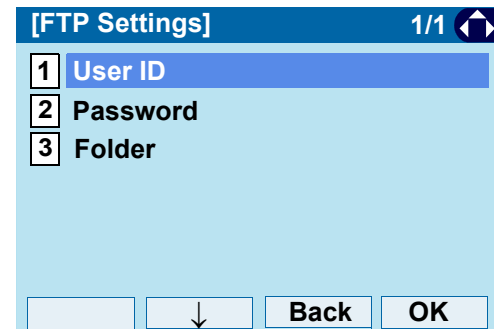 [FTP Settings] 1/1
1 User ID
2 Password
3 Folder
↓ Back OK